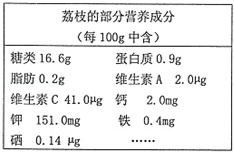 荔枝的部分营养成分
(每100g中含)
糖类16.6g 蛋白质0.9g
脂肪0.2g 维生素A 2.0μg
维生素C 41.0μg 钙 2.0mg
钾 151.0mg 铁 0.4mg
硒 0.14 μg ……